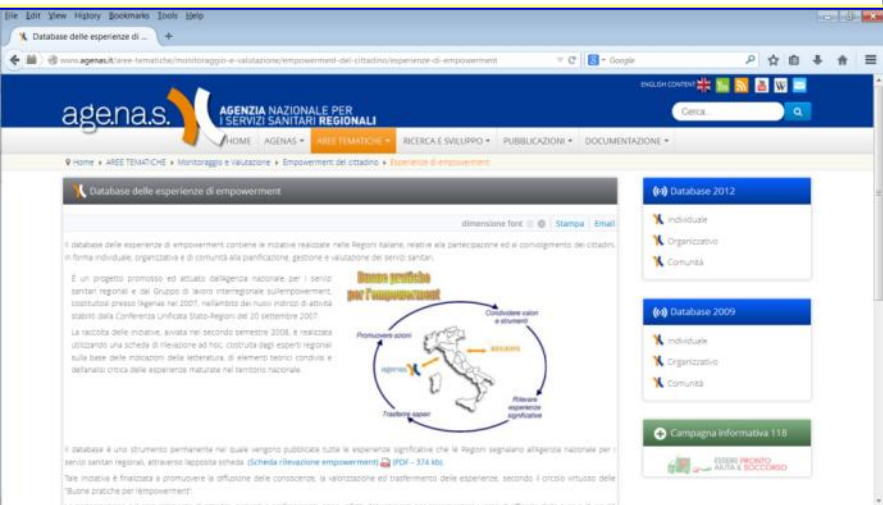 File Edit View History Bookmarks Tools Help
Database delle esperienze di ... +
www.agenas.it/aree-tematiche/monitoraggio-e-valutazione/empowerment-del-cittadino/esperienze-di-empowerment
Google
ENGLISH CONTENT
age.na.s. AGENZIA NAZIONALE PER
I SERVIZI SANITARI REGIONALI
Cerca...
HOME AGENAS AREE TEMATICHE RICERCA E SVILUPPO PUBBLICAZIONI DOCUMENTAZIONE
Home AREE TEMATICHE Monitoraggio e Valutazione Empowerment del cittadino Esperienze di empowerment
Database delle esperienze di empowerment
dimensione font Stampa Email
Il database delle esperienze di empowerment contiene le iniziative realizzate nelle Regioni italiane, relative alla partecipazione ed al coinvolgimento dei cittadini,
in forma individuale, organizzativa e di comunità alla pianificazione, gestione e valutazione dei servizi sanitari.
È un progetto promosso ed attuato dall'Agenzia nazionale per i servizi
sanitari regionali e dal Gruppo di lavoro interregionale sull'empowerment,
costituitosi presso l'Agenas nel 2007, nell'ambito dei nuovi indirizzi di attività
stabiliti dalla Conferenza Unificata Stato-Regioni del 20 settembre 2007.
La raccolta delle iniziative, avviata nel secondo semestre 2008, è realizzata
utilizzando una scheda di rilevazione ad hoc, costruita dagli esperti regionali
sulla base delle indicazioni della letteratura, di elementi teorici condivisi e
dell'analisi critica delle esperienze maturate nel territorio nazionale.
Buone pratiche
per l'empowerment
Condividere valori
e strumenti
Promuovere azioni
agenas
Rilevare
esperienze
significative
Trasferire saperi
Il database è uno strumento permanente nel quale vengono pubblicate tutte le esperienze significative che le Regioni segnalano all'Agenzia nazionale per i
servizi sanitari regionali, attraverso l'apposita scheda. (Scheda rilevazione empowerment) (PDF - 374 kb).
Tale iniziativa è finalizzata a promuovere la diffusione delle conoscenze, la valorizzazione ed il trasferimento delle esperienze, secondo il circolo virtuoso delle
"Buone pratiche per l'empowerment".
Database 2012
Individuale
Organizzativo
Comunità
Database 2009
Individuale
Organizzativo
Comunità
Campagna informativa 118
ESSERE PRONTO
AIUTA IL SOCCORSO